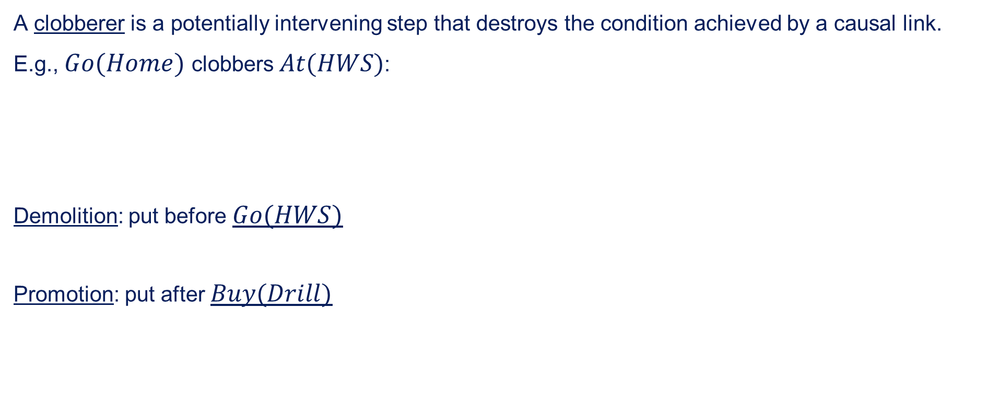 A clobberer is a potentially intervening step that destroys the condition achieved by a causal link.
E.g., Go(Home) clobbers At(HWS):
Demolition: put before Go(HWS)
Promotion: put after Buy(Drill)